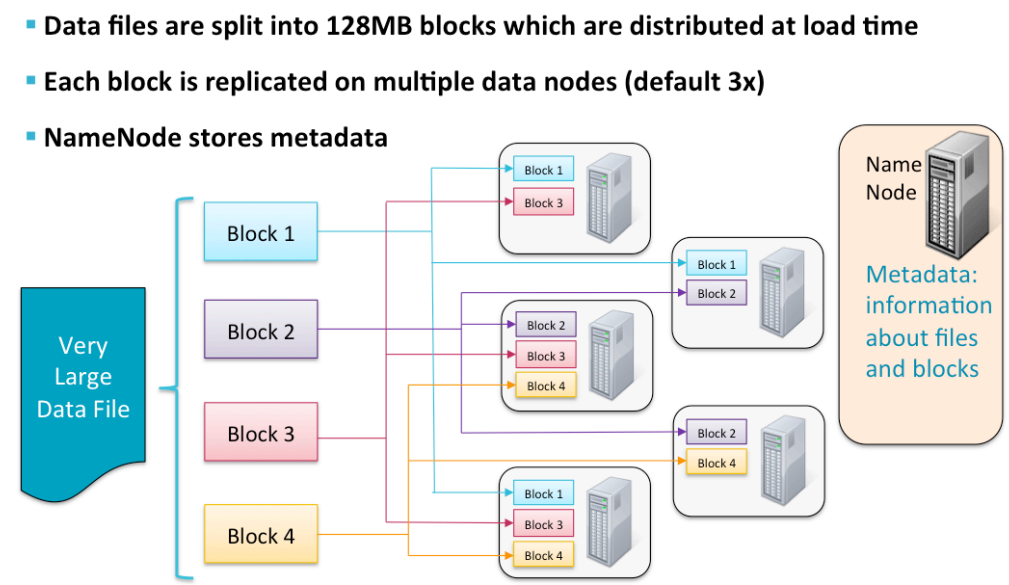 Data files are split into 128MB blocks which are distributed at load time
Each block is replicated on multiple data nodes (default 3x)
NameNode stores metadata
Very
Large
Data File
Block 1
Block 2
Block 3
Block 4
Block 1
Block 3
Block 1
Block 2
Block 2
Block 3
Block 4
Block 2
Block 4
Block 1
Block 3
Block 4
Name
Node
Metadata:
information
about files
and blocks